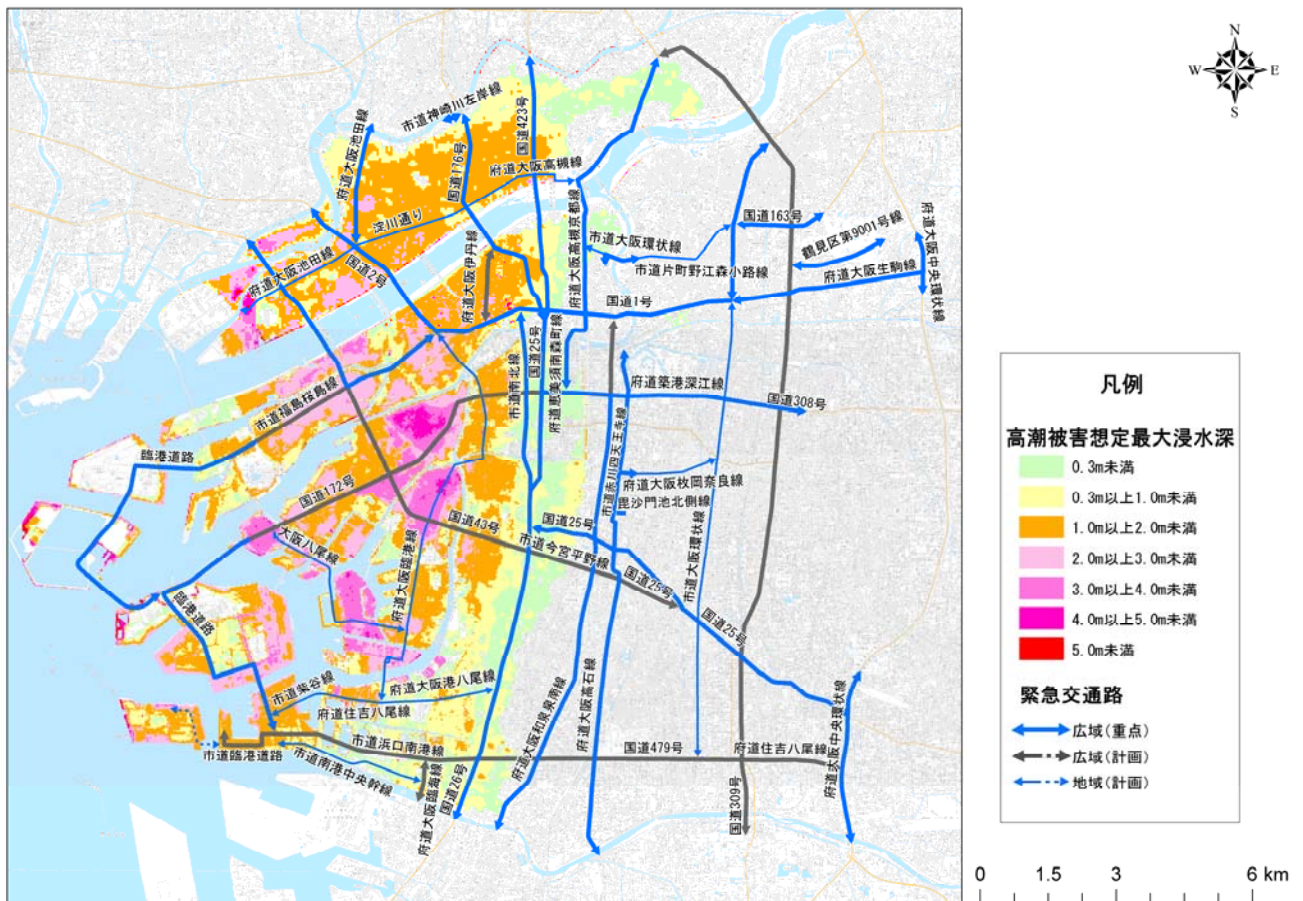 N
W
E
S
市道神崎川左岸線
府道大阪池田線
国道176号
国道423号
府道大阪高槻線
淀川通り
府道大阪高槻京都線
国道163号
鶴見区第9001号線
府道大阪中央環状線
市道大阪環状線
市道片町野江森小路線
府道大阪生駒線
府道大阪池田線
国道2号
府道大阪伊丹線
国道1号
市道南北線
国道25号
府道恵美須南森町線
府道築港深江線
国道308号
市道福島桜島線
臨港道路
国道172号
市道赤川四天王寺線
府道大阪枚岡奈良線
毘沙門池北側線
大阪八尾線
府道大阪臨港線
国道43号
国道25号
市道今宮平野線
市道大阪環状線
国道25号
国道25号
臨港道路
市道柴谷線
府道大阪港八尾線
府道住吉八尾線
市道浜口南港線
市道臨港道路
市道南港中央幹線
府道大阪臨海線
国道26号
府道大阪和泉泉南線
府道大阪高石線
国道479号
府道住吉八尾線
府道大阪中央環状線
国道309号
凡例
高潮被害想定最大浸水深
0.3m未満
0.3m以上1.0m未満
1.0m以上2.0m未満
2.0m以上3.0m未満
3.0m以上4.0m未満
4.0m以上5.0m未満
5.0m未満
緊急交通路
広域(重点)
広域(計画)
地域(計画)
0 1.5 3 6 km